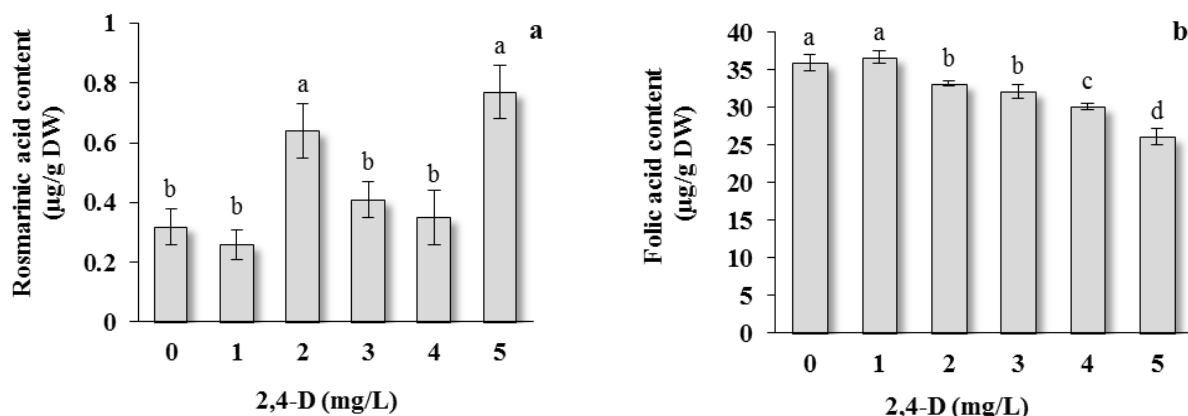 Rosmarinic acid content
(µg/g DW)
1
0.8
0.6
0.4
0.2
0
a
b
b
a
b
b
a
0 1 2 3 4 5
2,4-D (mg/L)
Folic acid content
(µg/g DW)
40
35
30
25
20
15
10
5
0
b
a
a
b
b
c
d
0 1 2 3 4 5
2,4-D (mg/L)